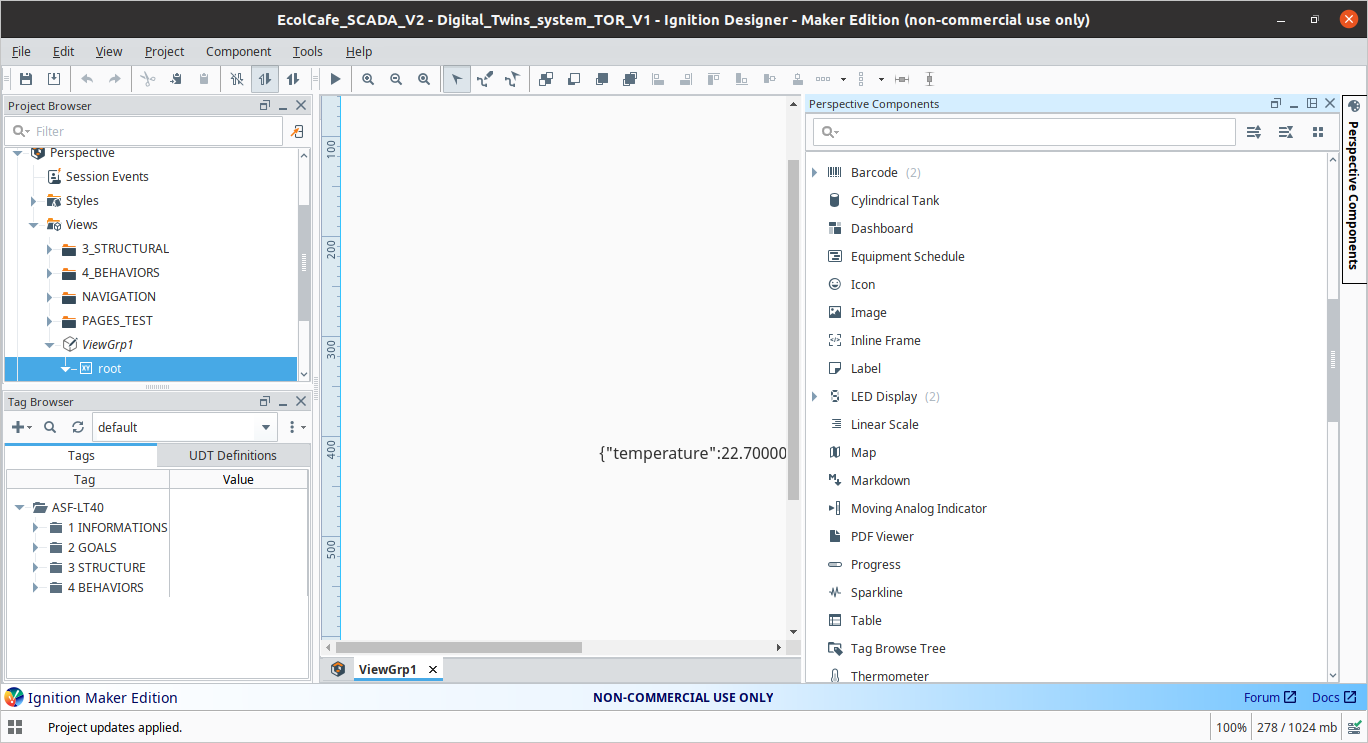 EcolCafe_SCADA_V2 - Digital_Twins_system_TOR_V1 - Ignition Designer - Maker Edition (non-commercial use only)
File Edit View Project Component Tools Help
Project Browser
Filter
Perspective
Session Events
Styles
Views
3_STRUCTURAL
4_BEHAVIORS
NAVIGATION
PAGES_TEST
ViewGrp1
root
Tag Browser
default
Tags UDT Definitions
Tag Value
ASF-LT40
1 INFORMATIONS
2 GOALS
3 STRUCTURE
4 BEHAVIORS
100
200
300
400
500
{"temperature":22.70000
ViewGrp1
Perspective Components
Barcode (2)
Cylindrical Tank
Dashboard
Equipment Schedule
Icon
Image
Inline Frame
Label
LED Display (2)
Linear Scale
Map
Markdown
Moving Analog Indicator
PDF Viewer
Progress
Sparkline
Table
Tag Browse Tree
Thermometer
Perspective Components
Ignition Maker Edition NON-COMMERCIAL USE ONLY Forum Docs
Project updates applied. 100% 278 / 1024 mb